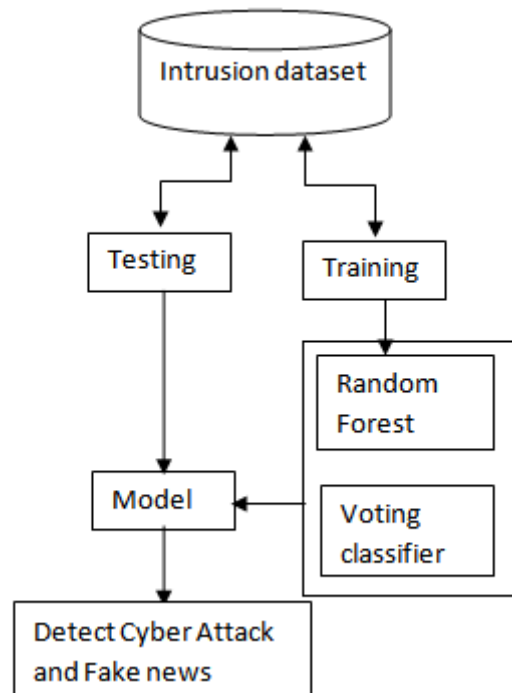 Intrusion dataset
Testing
Training
Random
Forest
Model
Voting
classifier
Detect Cyber Attack
and Fake news